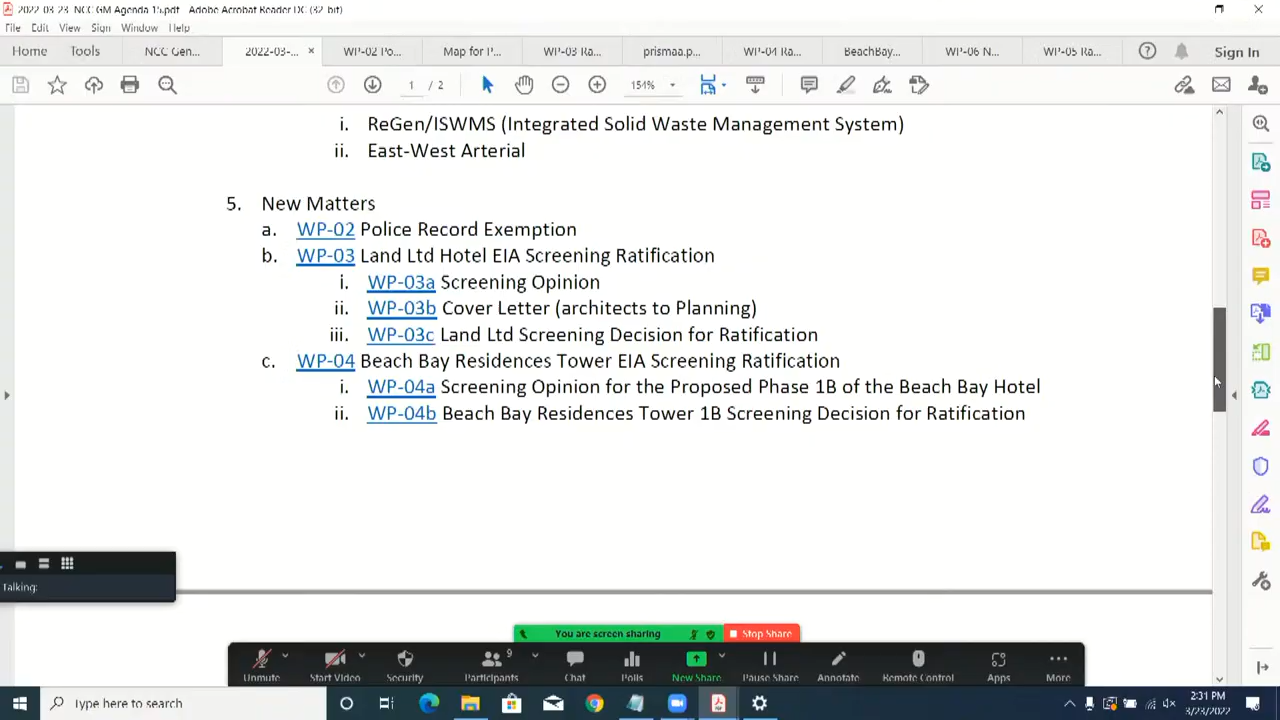 2022-03-23 NCC GM Agenda 15.pdf - Adobe Acrobat Reader DC (32-bit)
File Edit View Sign Window Help
Home Tools NCC Gen... 2022-03-... × WP-02 Po... Map for P... WP-03 Ra... prismaa.p... WP-04 Ra... BeachBay... WP-06 N... WP-05 Ra... Sign In
1 / 2 154%
i. ReGen/ISWMS (Integrated Solid Waste Management System)
ii. East-West Arterial
5. New Matters
a. WP-02 Police Record Exemption
b. WP-03 Land Ltd Hotel EIA Screening Ratification
i. WP-03a Screening Opinion
ii. WP-03b Cover Letter (architects to Planning)
iii. WP-03c Land Ltd Screening Decision for Ratification
c. WP-04 Beach Bay Residences Tower EIA Screening Ratification
i. WP-04a Screening Opinion for the Proposed Phase 1B of the Beach Bay Hotel
ii. WP-04b Beach Bay Residences Tower 1B Screening Decision for Ratification
Talking:
You are screen sharing Stop Share
9
Unmute Start Video Security Participants Chat Polls New Share Pause Share Annotate Remote Control Apps More
Type here to search
2:31 PM
3/23/2022